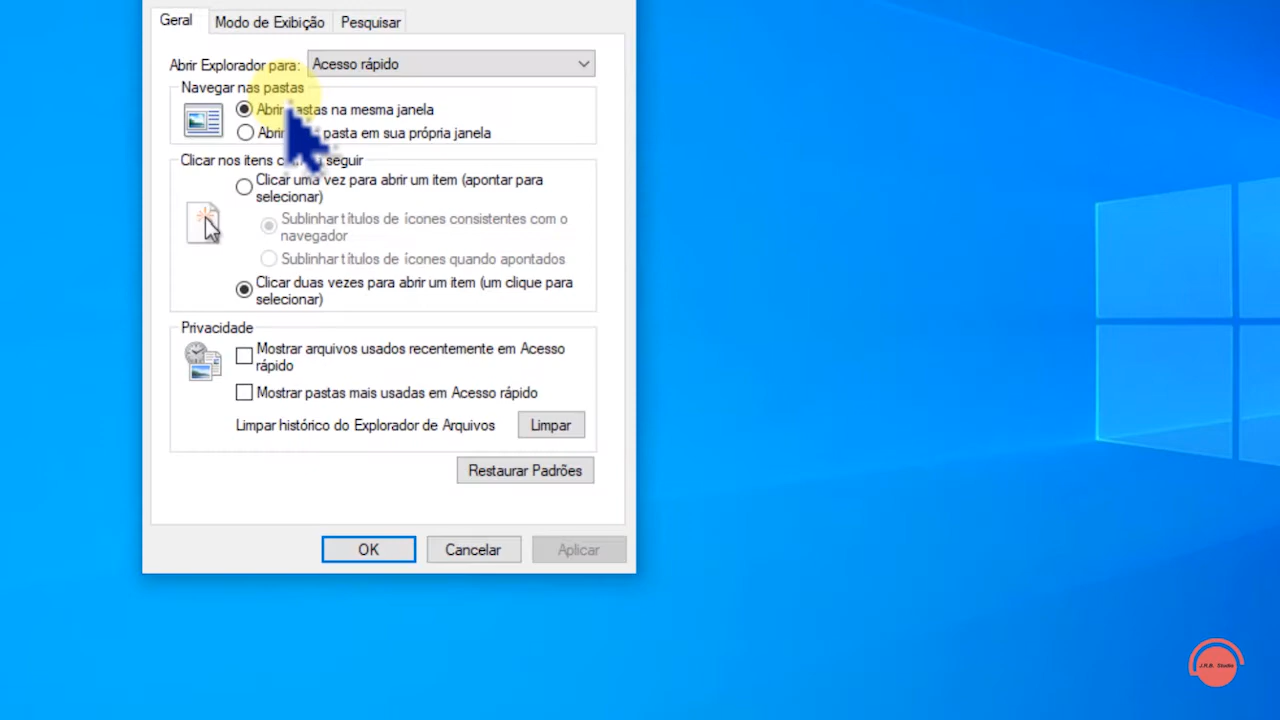 Geral
Modo de Exibição
Pesquisar
Abrir Explorador para:
Acesso rápido
Navegar nas pastas
Abrir pastas na mesma janela
Abrir pasta em sua própria janela
Clicar nos itens seguir
Clicar uma vez para abrir um item (apontar para
selecionar)
Sublinhar títulos de ícones consistentes com o
navegador
Sublinhar títulos de ícones quando apontados
Clicar duas vezes para abrir um item (um clique para
selecionar)
Privacidade
Mostrar arquivos usados recentemente em Acesso
rápido
Mostrar pastas mais usadas em Acesso rápido
Limpar histórico do Explorador de Arquivos
Limpar
Restaurar Padrões
OK
Cancelar
Aplicar
J.R.B. Studio